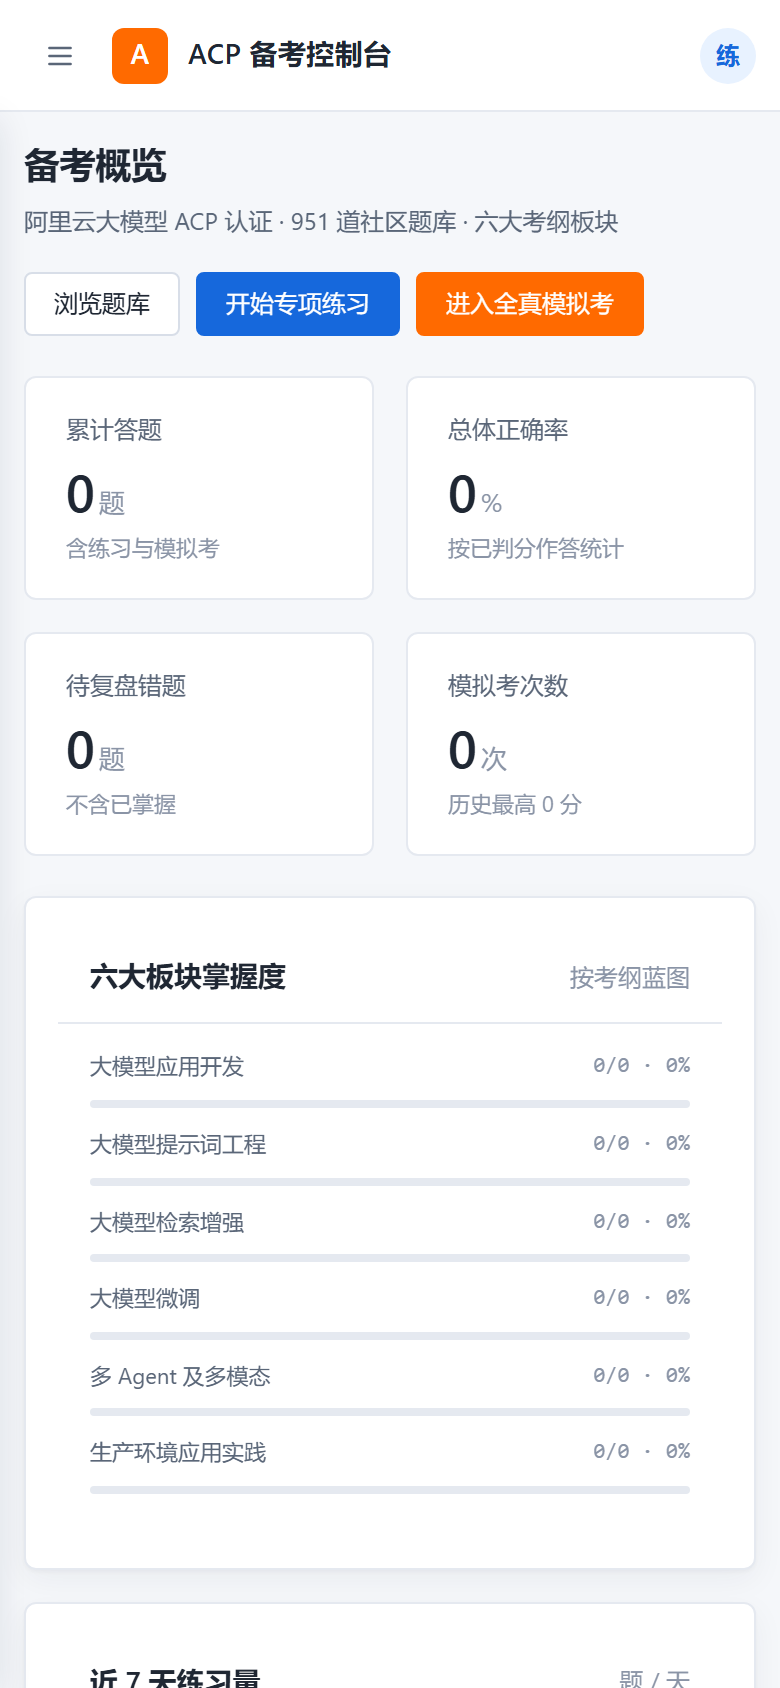 A ACP 备考控制台 练
备考概览
阿里云大模型 ACP 认证 · 951 道社区题库 · 六大考纲板块
浏览题库 开始专项练习 进入全真模拟考
累计答题
0 题
含练习与模拟考
总体正确率
0 %
按已判分作答统计
待复盘错题
0 题
不含已掌握
模拟考次数
0 次
历史最高 0 分
六大板块掌握度 按考纲蓝图
大模型应用开发 0/0 · 0%
大模型提示词工程 0/0 · 0%
大模型检索增强 0/0 · 0%
大模型微调 0/0 · 0%
多 Agent 及多模态 0/0 · 0%
生产环境应用实践 0/0 · 0%
近 7 天练习量 题 / 天